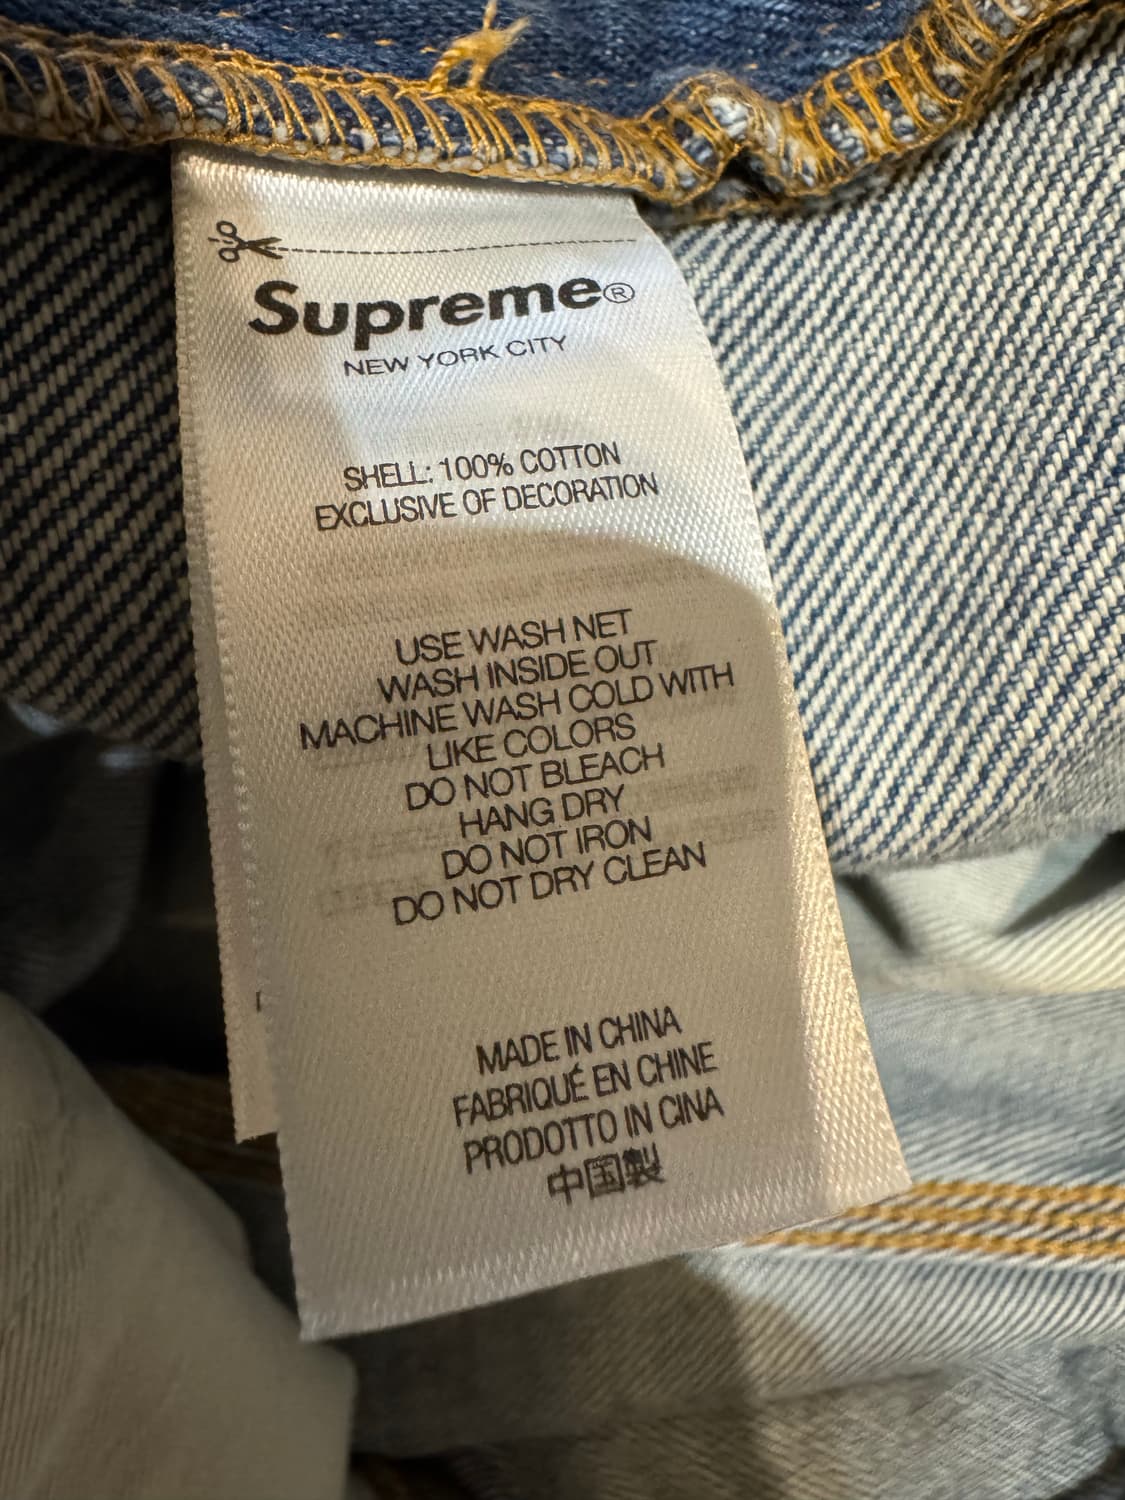 Supreme®
NEW YORK CITY
SHELL: 100% COTTON
EXCLUSIVE OF DECORATION
USE WASH NET
WASH INSIDE OUT
MACHINE WASH COLD WITH
LIKE COLORS
DO NOT BLEACH
HANG DRY
DO NOT IRON
DO NOT DRY CLEAN
MADE IN CHINA
FABRIQUÉ EN CHINE
PRODOTTO IN CINA
中国製